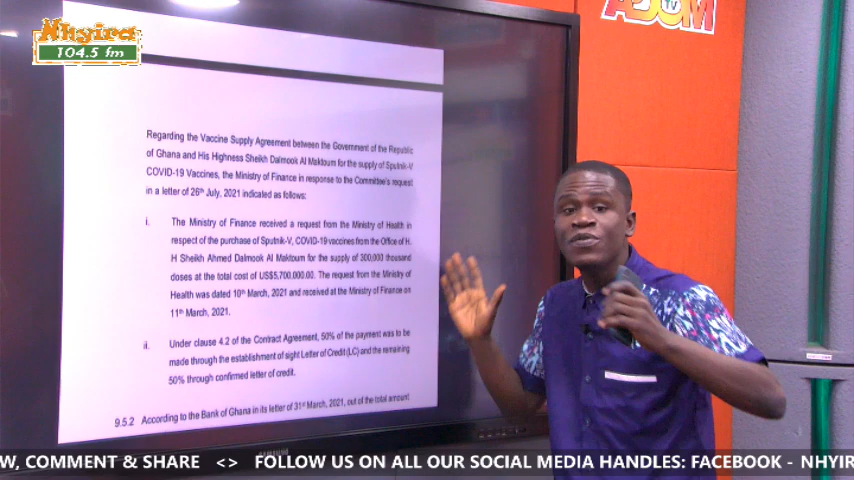 Nhyira
104.5 fm
ADOM
TV
Regarding the Vaccine Supply Agreement between the Government of the Republic
of Ghana and His Highness Sheikh Dalmook Al Maktoum for the supply of Sputnik-V
COVID-19 Vaccines, the Ministry of Finance in response to the Committee's request
in a letter of 26th July, 2021 indicated as follows:
i. The Ministry of Finance received a request from the Ministry of Health in
respect of the purchase of Sputnik-V, COVID-19 vaccines from the Office of H.
H Sheikh Ahmed Dalmook Al Maktoum for the supply of 300,000 thousand
doses at the total cost of US$5,700,000.00. The request from the Ministry of
Health was dated 10th March, 2021 and received at the Ministry of Finance on
11th March, 2021.
ii. Under clause 4.2 of the Contract Agreement, 50% of the payment was to be
made through the establishment of sight Letter of Credit (LC) and the remaining
50% through confirmed letter of credit.
9.5.2 According to the Bank of Ghana in its letter of 31st March, 2021, out of the total amount
W, COMMENT & SHARE <> FOLLOW US ON ALL OUR SOCIAL MEDIA HANDLES: FACEBOOK - NHYIR